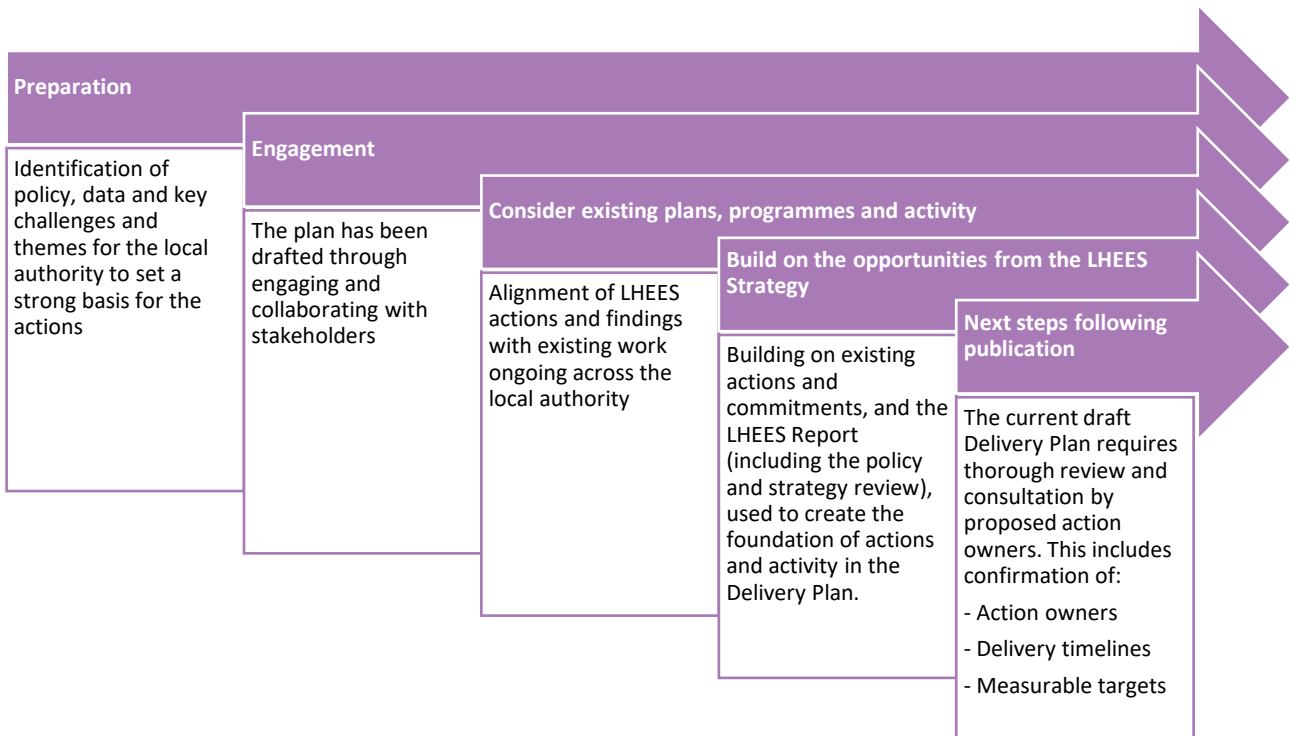 Preparation
Identification of
policy, data and key
challenges and
themes for the local
authority to set a
strong basis for the
actions
Engagement
The plan has been
drafted through
engaging and
collaborating with
stakeholders
Consider existing plans, programmes and activity
Alignment of LHEES
actions and findings
with existing work
ongoing across the
local authority
Build on the opportunities from the LHEES
Strategy
Building on existing
actions and
commitments, and the
LHEES Report
(including the policy
and strategy review),
used to create the
foundation of actions
and activity in the
Delivery Plan.
Next steps following
publication
The current draft
Delivery Plan requires
thorough review and
consultation by
proposed action
owners. This includes
confirmation of:
- Action owners
- Delivery timelines
- Measurable targets